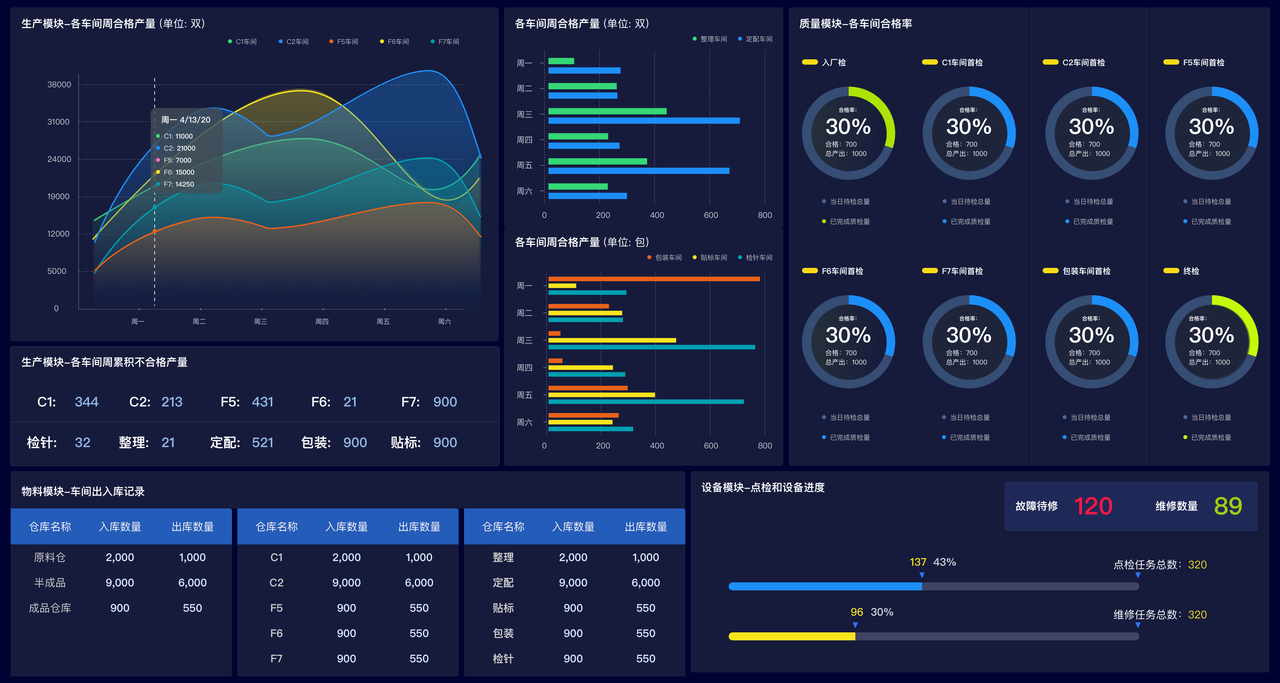 生产模块-各车间周合格产量 (单位: 双)
C1车间 C2车间 F5车间 F6车间 F7车间
38000
31000
24000
19000
12000
5000
0
周一 4/13/20
C1: 11000
C2: 21000
F5: 7000
F6: 15000
F7: 14250
周一 周二 周三 周四 周五 周六
生产模块-各车间周累积不合格产量
C1: 344 C2: 213 F5: 431 F6: 21 F7: 900
检针: 32 整理: 21 定配: 521 包装: 900 贴标: 900
各车间周合格产量 (单位: 双)
整理车间 定配车间
周一
周二
周三
周四
周五
周六
0 200 400 600 800
各车间周合格产量 (单位: 包)
包装车间 贴标车间 检针车间
周一
周二
周三
周四
周五
周六
0 200 400 600 800
质量模块-各车间合格率
入厂检
合格率:
30%
合格: 700
总产出: 1000
当日待检总量
已完成质检量
C1车间首检
合格率:
30%
合格: 700
总产出: 1000
当日待检总量
已完成质检量
C2车间首检
合格率:
30%
合格: 700
总产出: 1000
当日待检总量
已完成质检量
F5车间首检
合格率:
30%
合格: 700
总产出: 1000
当日待检总量
已完成质检量
F6车间首检
合格率:
30%
合格: 700
总产出: 1000
当日待检总量
已完成质检量
F7车间首检
合格率:
30%
合格: 700
总产出: 1000
当日待检总量
已完成质检量
包装车间首检
合格率:
30%
合格: 700
总产出: 1000
当日待检总量
已完成质检量
终检
合格率:
30%
合格: 700
总产出: 1000
当日待检总量
已完成质检量
物料模块-车间出入库记录
仓库名称 入库数量 出库数量
原料仓 2,000 1,000
半成品 9,000 6,000
成品仓库 900 550
仓库名称 入库数量 出库数量
C1 2,000 1,000
C2 9,000 6,000
F5 900 550
F6 900 550
F7 900 550
仓库名称 入库数量 出库数量
整理 2,000 1,000
定配 9,000 6,000
贴标 900 550
包装 900 550
检针 900 550
设备模块-点检和设备进度
故障待修 120 维修数量 89
137 43% 点检任务总数: 320
96 30% 维修任务总数: 320